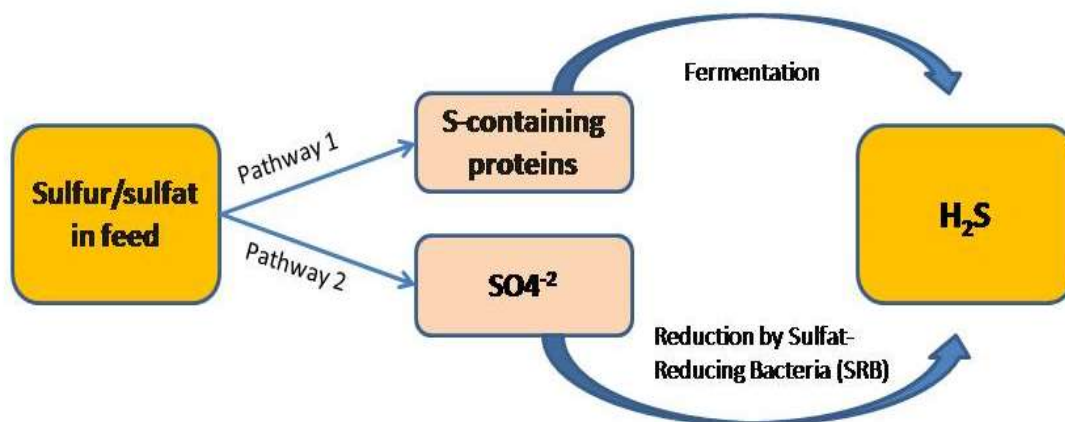 Sulfur/sulfat
in feed
Pathway 1
Pathway 2
S-containing
proteins
SO4⁻²
Fermentation
Reduction by Sulfat-
Reducing Bacteria (SRB)
H₂S